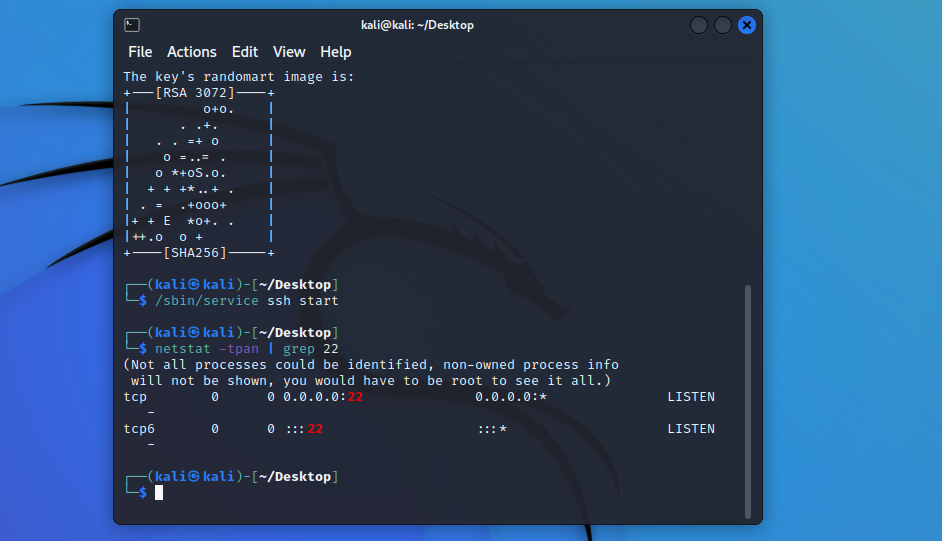 kali@kali: ~/Desktop
File Actions Edit View Help
The key's randomart image is:
+---[RSA 3072]----+
|         o+o.    |
|      . .+.      |
|   . . =+ o      |
|    o =..= .     |
|   o *+oS.o.     |
|  + + +*..+ .    |
| . =  .+ooo+     |
|+ + E  *o+. .    |
|++.o  o +        |
+----[SHA256]-----+
┌──(kali㉿kali)-[~/Desktop]
└─$ /sbin/service ssh start
┌──(kali㉿kali)-[~/Desktop]
└─$ netstat -tpan | grep 22
(Not all processes could be identified, non-owned process info
 will not be shown, you would have to be root to see it all.)
tcp        0      0 0.0.0.0:22              0.0.0.0:*               LISTEN
   -
tcp6       0      0 :::22                   :::*                    LISTEN
   -
┌──(kali㉿kali)-[~/Desktop]
└─$